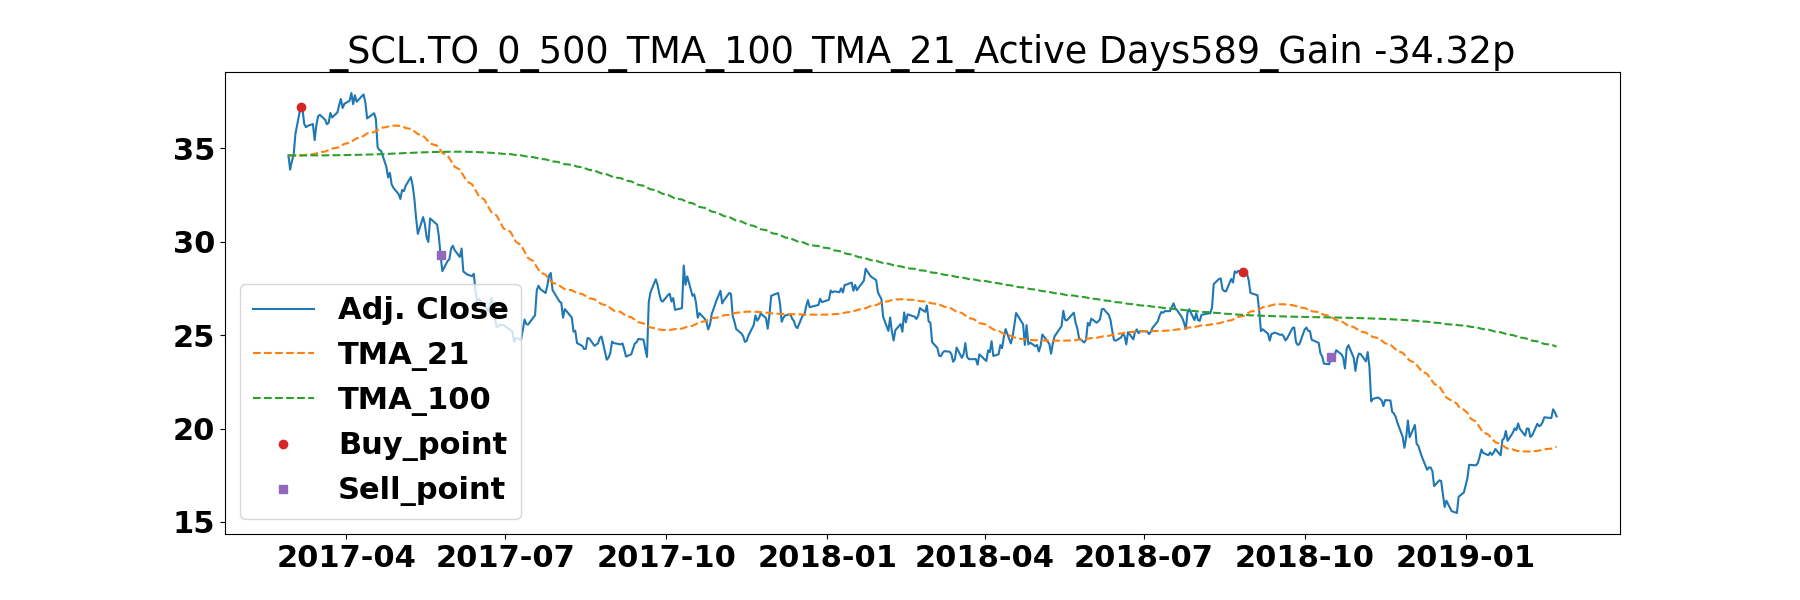 _SCL.TO_0_500_TMA_100_TMA_21_Active Days589_Gain -34.32p
35
30
25
20
15
Adj. Close
TMA_21
TMA_100
Buy_point
Sell_point
2017-04 2017-07 2017-10 2018-01 2018-04 2018-07 2018-10 2019-01